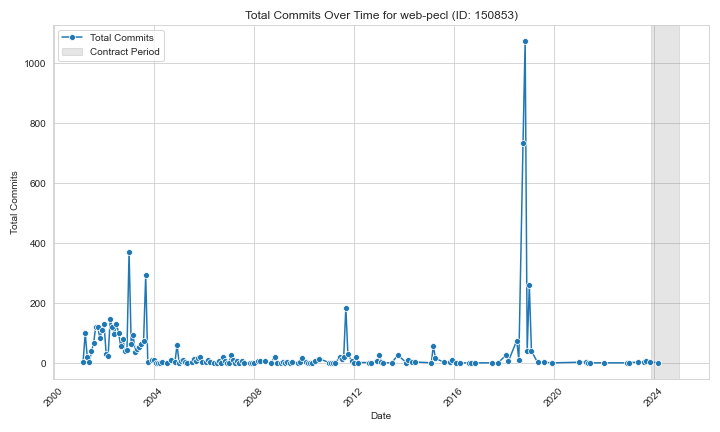 Total Commits Over Time for web-pecl (ID: 150853)
Total Commits
Contract Period
Total Commits
1000
800
600
400
200
0
2000
2004
2008
2012
2016
2020
2024
Date